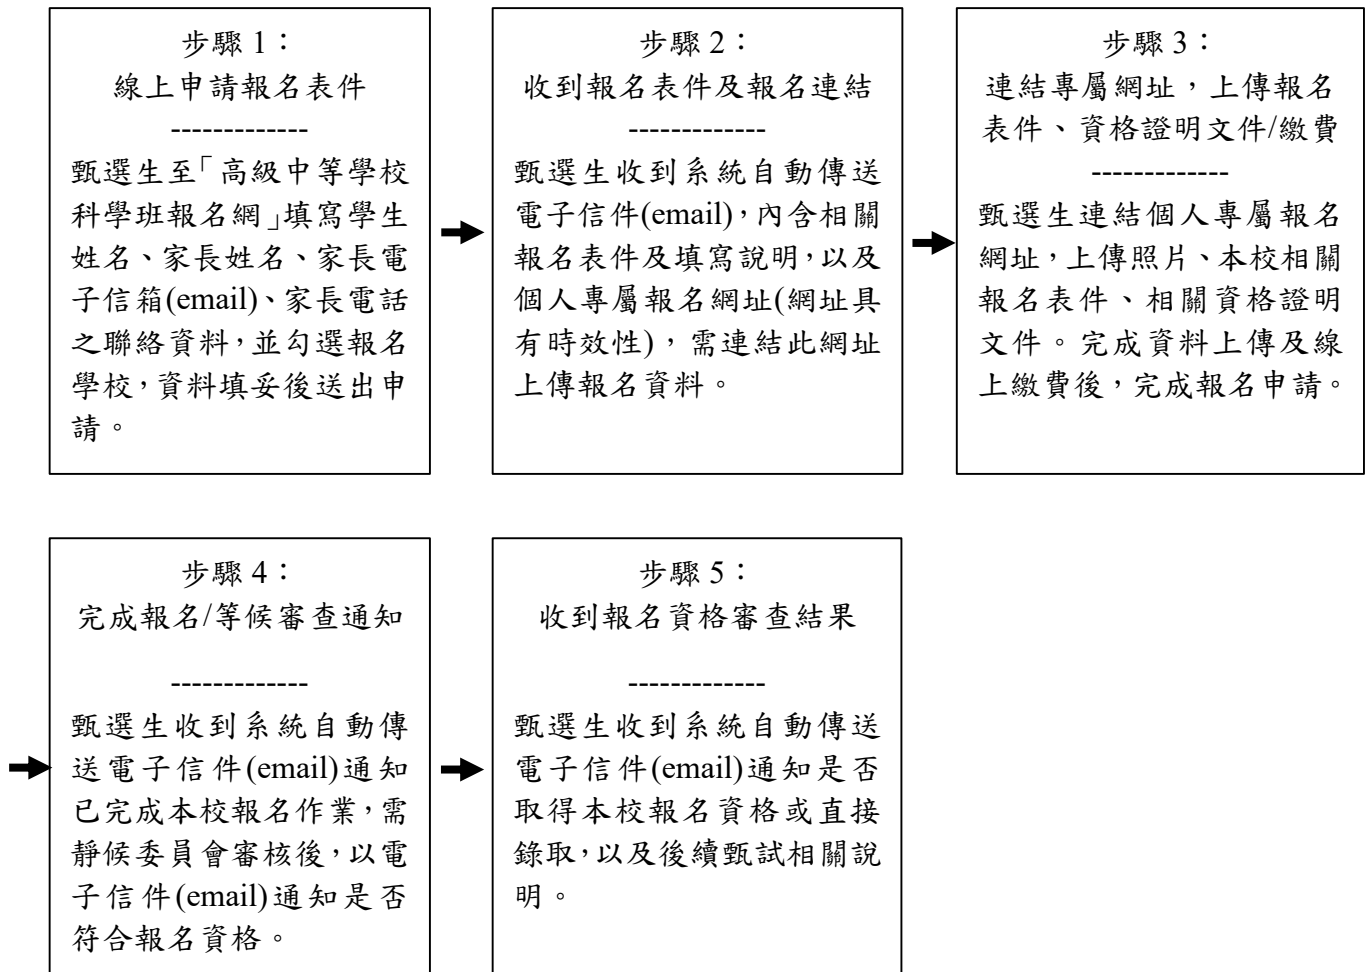 步驟 1：
線上申請報名表件
-------------
甄選生至「高級中等學校
科學班報名網」填寫學生
姓名、家長姓名、家長電
子信箱(email)、家長電話
之聯絡資料，並勾選報名
學校，資料填妥後送出申
請。
步驟 2：
收到報名表件及報名連結
-------------
甄選生收到系統自動傳送
電子信件(email)，內含相關
報名表件及填寫說明，以及
個人專屬報名網址(網址具
有時效性)，需連結此網址
上傳報名資料。
步驟 3：
連結專屬網址，上傳報名
表件、資格證明文件/繳費
-------------
甄選生連結個人專屬報名
網址，上傳照片、本校相關
報名表件、相關資格證明
文件。完成資料上傳及線
上繳費後，完成報名申請。
步驟 4：
完成報名/等候審查通知
-------------
甄選生收到系統自動傳
送電子信件(email)通知
已完成本校報名作業，需
靜候委員會審核後，以電
子信件(email)通知是否
符合報名資格。
步驟 5：
收到報名資格審查結果
-------------
甄選生收到系統自動傳送
電子信件(email)通知是否
取得本校報名資格或直接
錄取，以及後續甄試相關說
明。